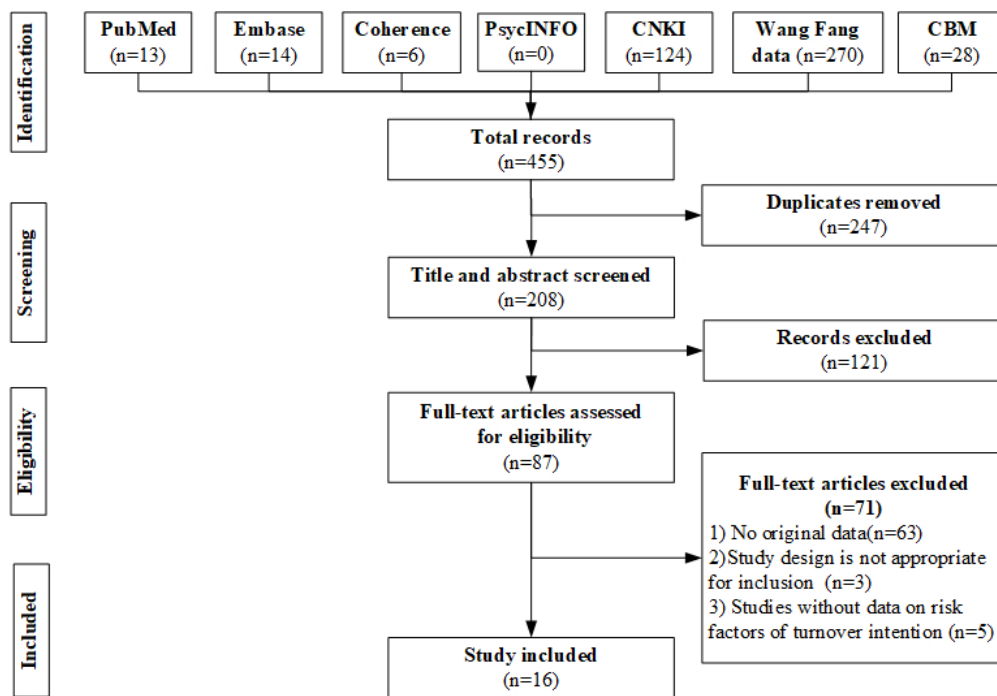 PubMed
(n=13)
Embase
(n=14)
Coherence
(n=6)
PsycINFO
(n=0)
CNKI
(n=124)
Wang Fang
data (n=270)
CBM
(n=28)
Identification
Total records
(n=455)
Duplicates removed
(n=247)
Screening
Title and abstract screened
(n=208)
Records excluded
(n=121)
Eligibility
Full-text articles assessed
for eligibility
(n=87)
Full-text articles excluded
(n=71)
1) No original data(n=63)
2)Study design is not appropriate
for inclusion (n=3)
3) Studies without data on risk
factors of turnover intention (n=5)
Included
Study included
(n=16)